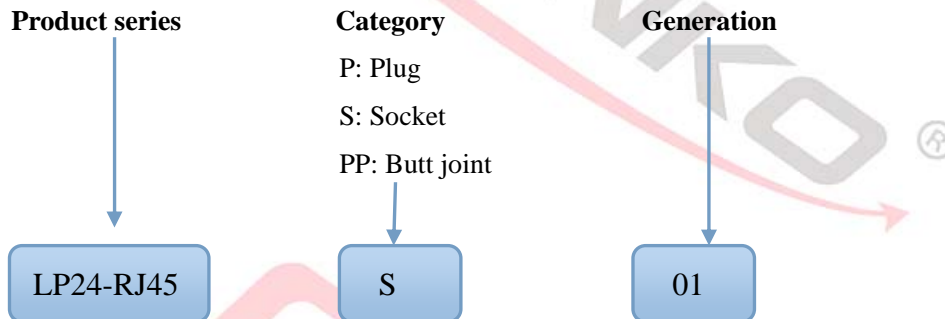 Product series Category Generation
P: Plug
S: Socket
PP: Butt joint
LP24-RJ45 S 01
®